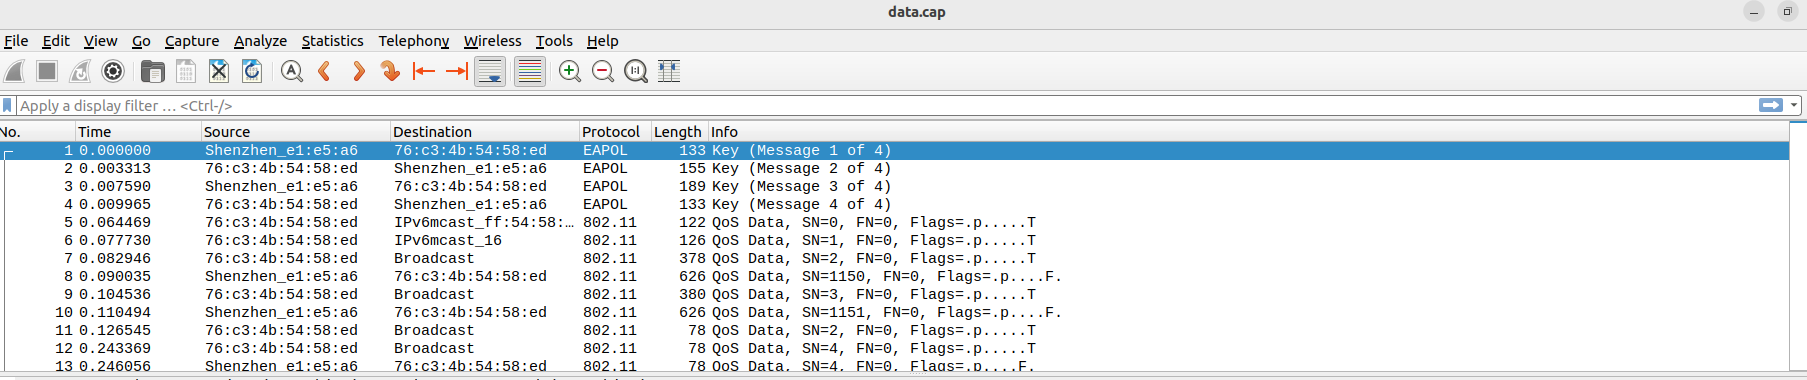 data.cap
File Edit View Go Capture Analyze Statistics Telephony Wireless Tools Help
Apply a display filter … <Ctrl-/>
No. Time Source Destination Protocol Length Info
1 0.000000 Shenzhen_e1:e5:a6 76:c3:4b:54:58:ed EAPOL 133 Key (Message 1 of 4)
2 0.003313 76:c3:4b:54:58:ed Shenzhen_e1:e5:a6 EAPOL 155 Key (Message 2 of 4)
3 0.007590 Shenzhen_e1:e5:a6 76:c3:4b:54:58:ed EAPOL 189 Key (Message 3 of 4)
4 0.009965 76:c3:4b:54:58:ed Shenzhen_e1:e5:a6 EAPOL 133 Key (Message 4 of 4)
5 0.064469 76:c3:4b:54:58:ed IPv6mcast_ff:54:58:… 802.11 122 QoS Data, SN=0, FN=0, Flags=.p.....T
6 0.077730 76:c3:4b:54:58:ed IPv6mcast_16 802.11 126 QoS Data, SN=1, FN=0, Flags=.p.....T
7 0.082946 76:c3:4b:54:58:ed Broadcast 802.11 378 QoS Data, SN=2, FN=0, Flags=.p.....T
8 0.090035 Shenzhen_e1:e5:a6 76:c3:4b:54:58:ed 802.11 626 QoS Data, SN=1150, FN=0, Flags=.p....F.
9 0.104536 76:c3:4b:54:58:ed Broadcast 802.11 380 QoS Data, SN=3, FN=0, Flags=.p.....T
10 0.110494 Shenzhen_e1:e5:a6 76:c3:4b:54:58:ed 802.11 626 QoS Data, SN=1151, FN=0, Flags=.p....F.
11 0.126545 76:c3:4b:54:58:ed Broadcast 802.11 78 QoS Data, SN=2, FN=0, Flags=.p.....T
12 0.243369 76:c3:4b:54:58:ed Broadcast 802.11 78 QoS Data, SN=4, FN=0, Flags=.p.....T
13 0.246056 Shenzhen_e1:e5:a6 76:c3:4b:54:58:ed 802.11 78 QoS Data, SN=4, FN=0, Flags=.p....F.